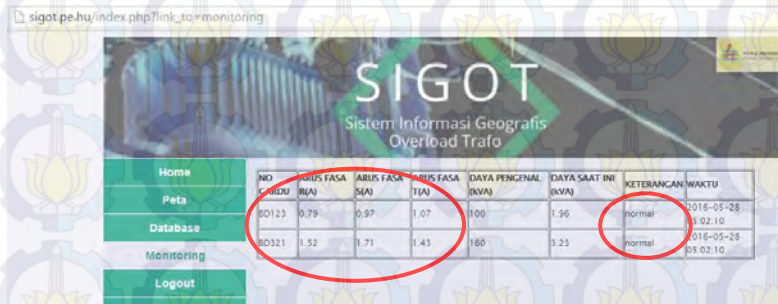 sigot.pe.hu/index.php?link_to=monitoring
SIGOT
Sistem Informasi Geografis
Overload Trafo
Home
Peta
Database
Monitoring
Logout
NO GARDU ARUS FASA R(A) ARUS FASA S(A) ARUS FASA T(A) DAYA PENGENAL (kVA) DAYA SAAT INI (kVA) KETERANGAN WAKTU
BD123 0.79 0.97 1.07 100 1.96 normal 2016-05-28 05:02:10
BD321 1.52 1.71 1.43 160 3.23 normal 2016-05-28 05:02:10